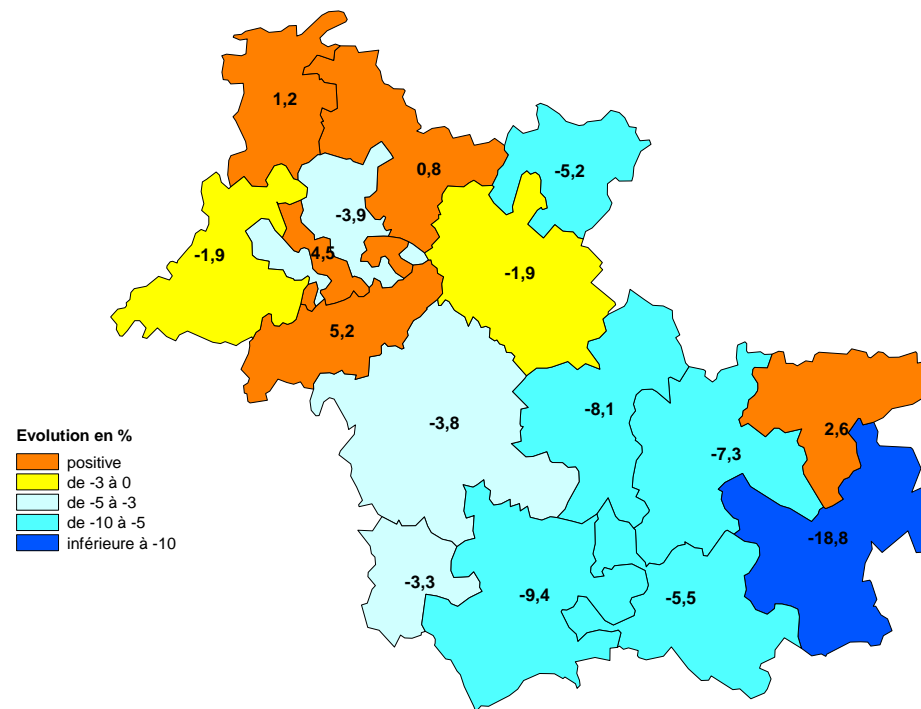 1,2
0,8
-5,2
-3,9
-1,9
4,5
-1,9
5,2
-8,1
-3,8
2,6
-7,3
Evolution en %
positive
de -3 à 0
de -5 à -3
de -10 à -5
inférieure à -10
-18,8
-3,3
-9,4
-5,5